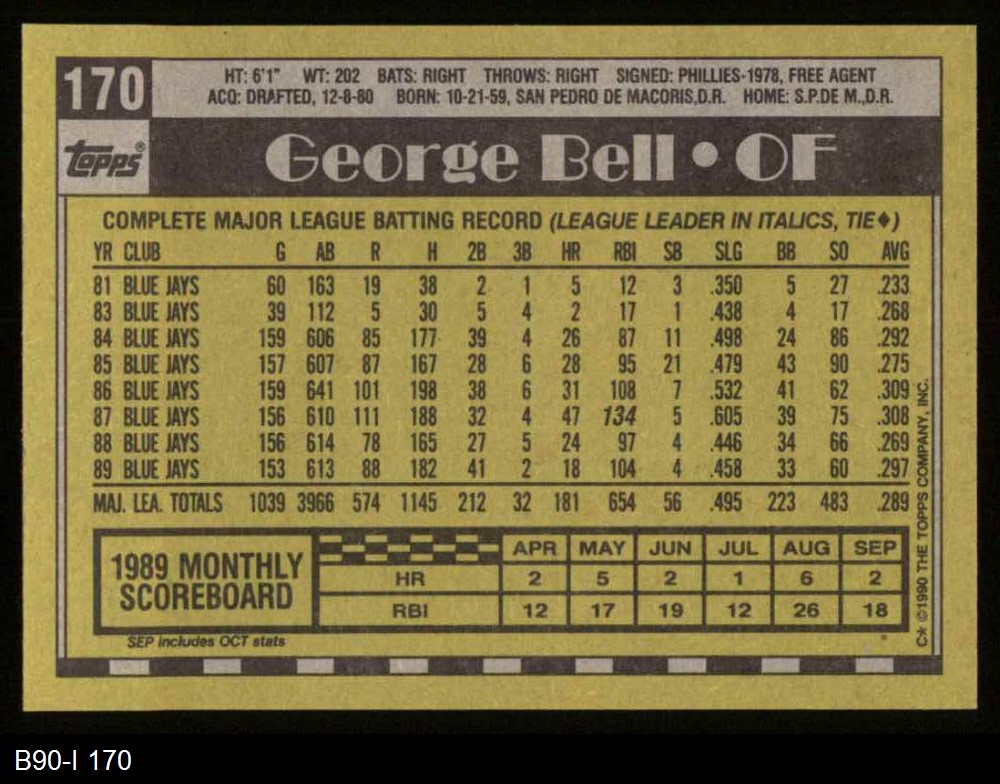 170
HT: 6'1" WT: 202 BATS: RIGHT THROWS: RIGHT SIGNED: PHILLIES-1978, FREE AGENT
ACQ: DRAFTED, 12-8-80 BORN: 10-21-59, SAN PEDRO DE MACORIS,D.R. HOME: S.P.DE M.,D.R.
topps®
George Bell • OF
COMPLETE MAJOR LEAGUE BATTING RECORD (LEAGUE LEADER IN ITALICS, TIE♦)
YR CLUB G AB R H 2B 3B HR RBI SB SLG BB SO AVG
81 BLUE JAYS 60 163 19 38 2 1 5 12 3 .350 5 27 .233
83 BLUE JAYS 39 112 5 30 5 4 2 17 1 .438 4 17 .268
84 BLUE JAYS 159 606 85 177 39 4 26 87 11 .498 24 86 .292
85 BLUE JAYS 157 607 87 167 28 6 28 95 21 .479 43 90 .275
86 BLUE JAYS 159 641 101 198 38 6 31 108 7 .532 41 62 .309
87 BLUE JAYS 156 610 111 188 32 4 47 134 5 .605 39 75 .308
88 BLUE JAYS 156 614 78 165 27 5 24 97 4 .446 34 66 .269
89 BLUE JAYS 153 613 88 182 41 2 18 104 4 .458 33 60 .297
MAJ. LEA. TOTALS 1039 3966 574 1145 212 32 181 654 56 .495 223 483 .289
1989 MONTHLY
SCOREBOARD
APR MAY JUN JUL AUG SEP
HR 2 5 2 1 6 2
RBI 12 17 19 12 26 18
SEP includes OCT stats
C* ©1990 THE TOPPS COMPANY, INC.
B90-I 170